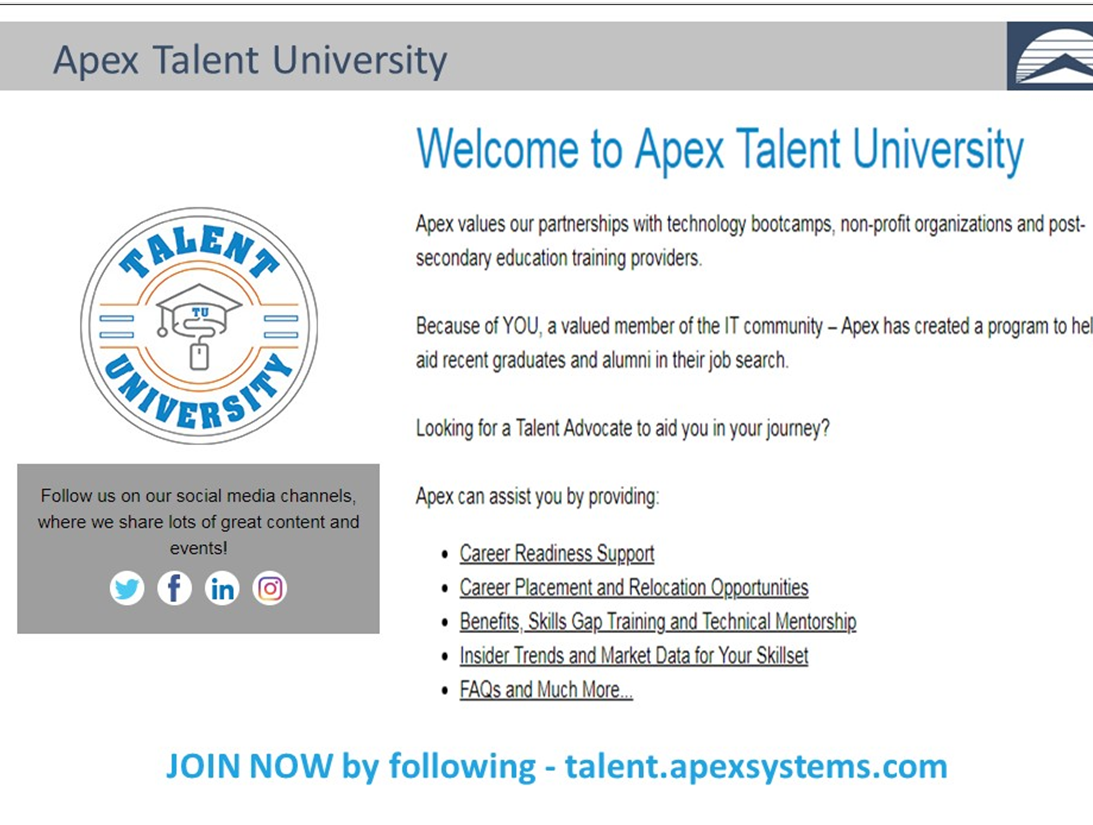 Apex Talent University
Welcome to Apex Talent University
Apex values our partnerships with technology bootcamps, non-profit organizations and post-
secondary education training providers.
Because of YOU, a valued member of the IT community – Apex has created a program to hel
aid recent graduates and alumni in their job search.
Looking for a Talent Advocate to aid you in your journey?
Apex can assist you by providing:
• Career Readiness Support
• Career Placement and Relocation Opportunities
• Benefits, Skills Gap Training and Technical Mentorship
• Insider Trends and Market Data for Your Skillset
• FAQs and Much More...
TALENT
TU
UNIVERSITY
Follow us on our social media channels,
where we share lots of great content and
events!
JOIN NOW by following - talent.apexsystems.com